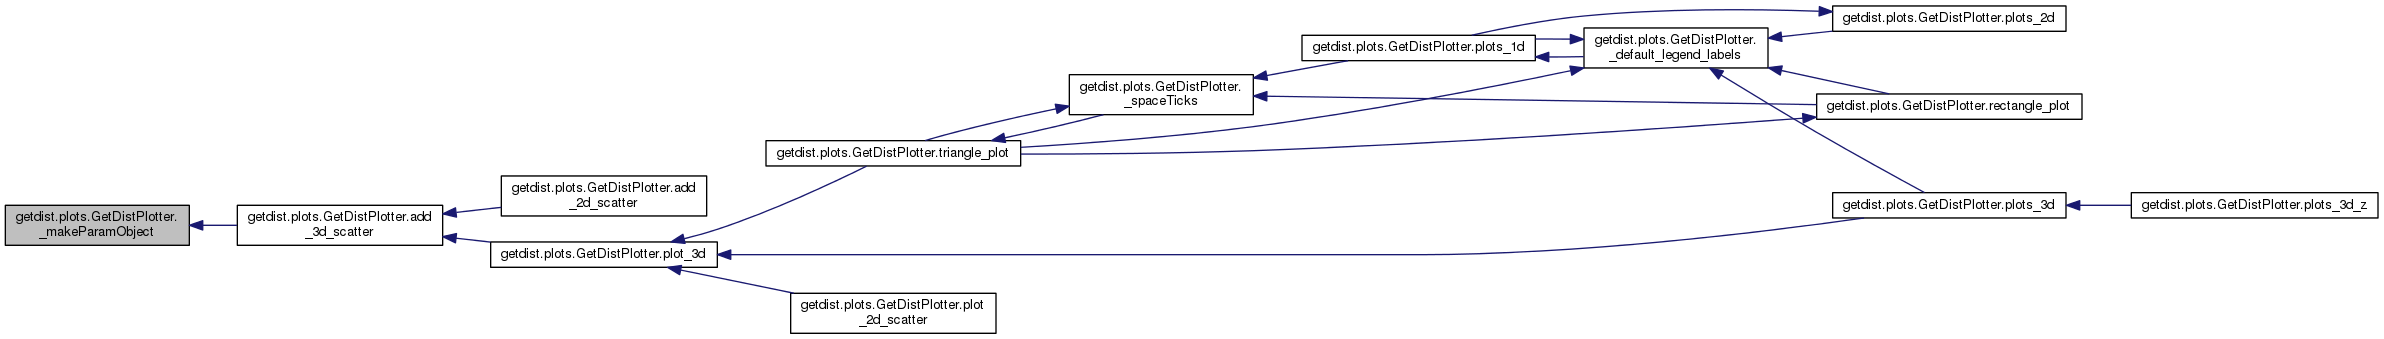 getdist.plots.GetDistPlotter.
_makeParamObject
getdist.plots.GetDistPlotter.add
_3d_scatter
getdist.plots.GetDistPlotter.add
_2d_scatter
getdist.plots.GetDistPlotter.plot_3d
getdist.plots.GetDistPlotter.triangle_plot
getdist.plots.GetDistPlotter.plot
_2d_scatter
getdist.plots.GetDistPlotter.
_spaceTicks
getdist.plots.GetDistPlotter.plots_1d
getdist.plots.GetDistPlotter.
_default_legend_labels
getdist.plots.GetDistPlotter.plots_2d
getdist.plots.GetDistPlotter.rectangle_plot
getdist.plots.GetDistPlotter.plots_3d
getdist.plots.GetDistPlotter.plots_3d_z